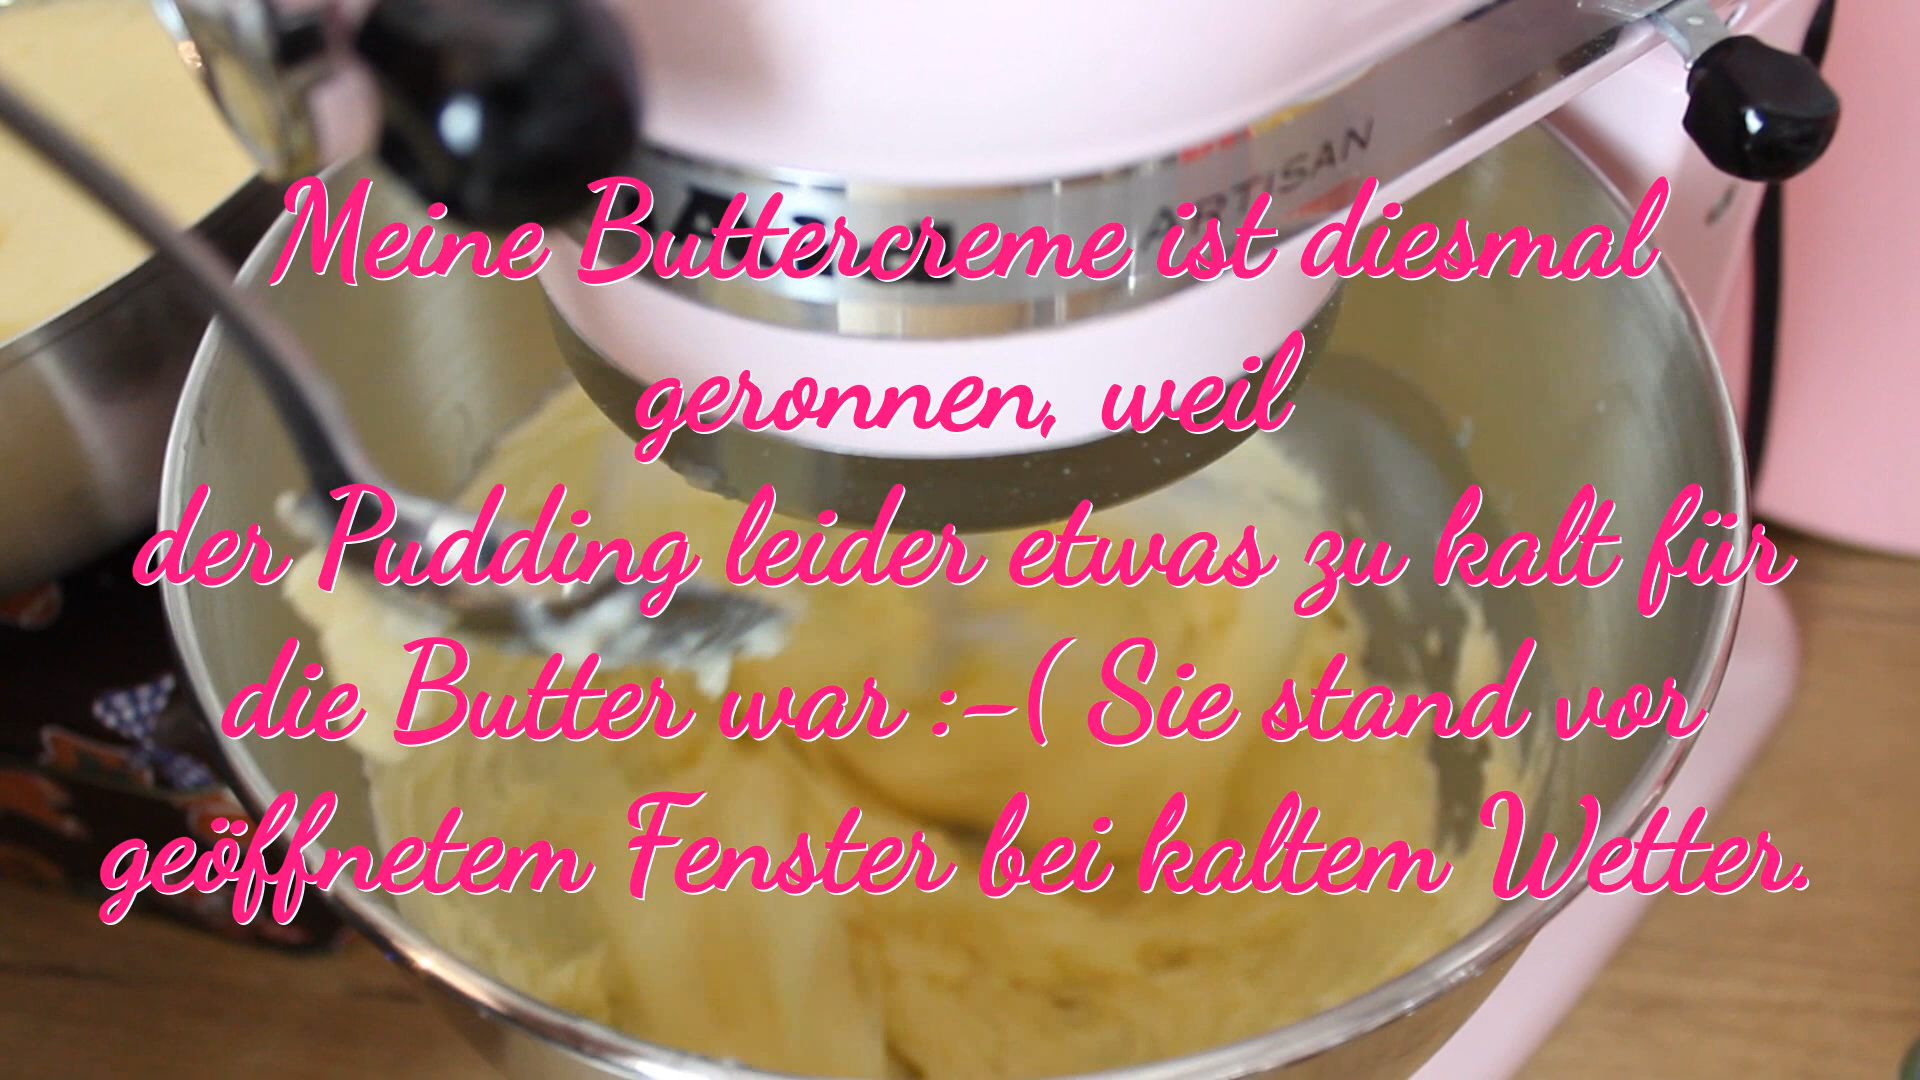 ARTISAN
Meine Buttercreme ist diesmal
geronnen, weil
der Pudding leider etwas zu kalt für
die Butter war :-( Sie stand vor
geöffnetem Fenster bei kaltem Wetter.